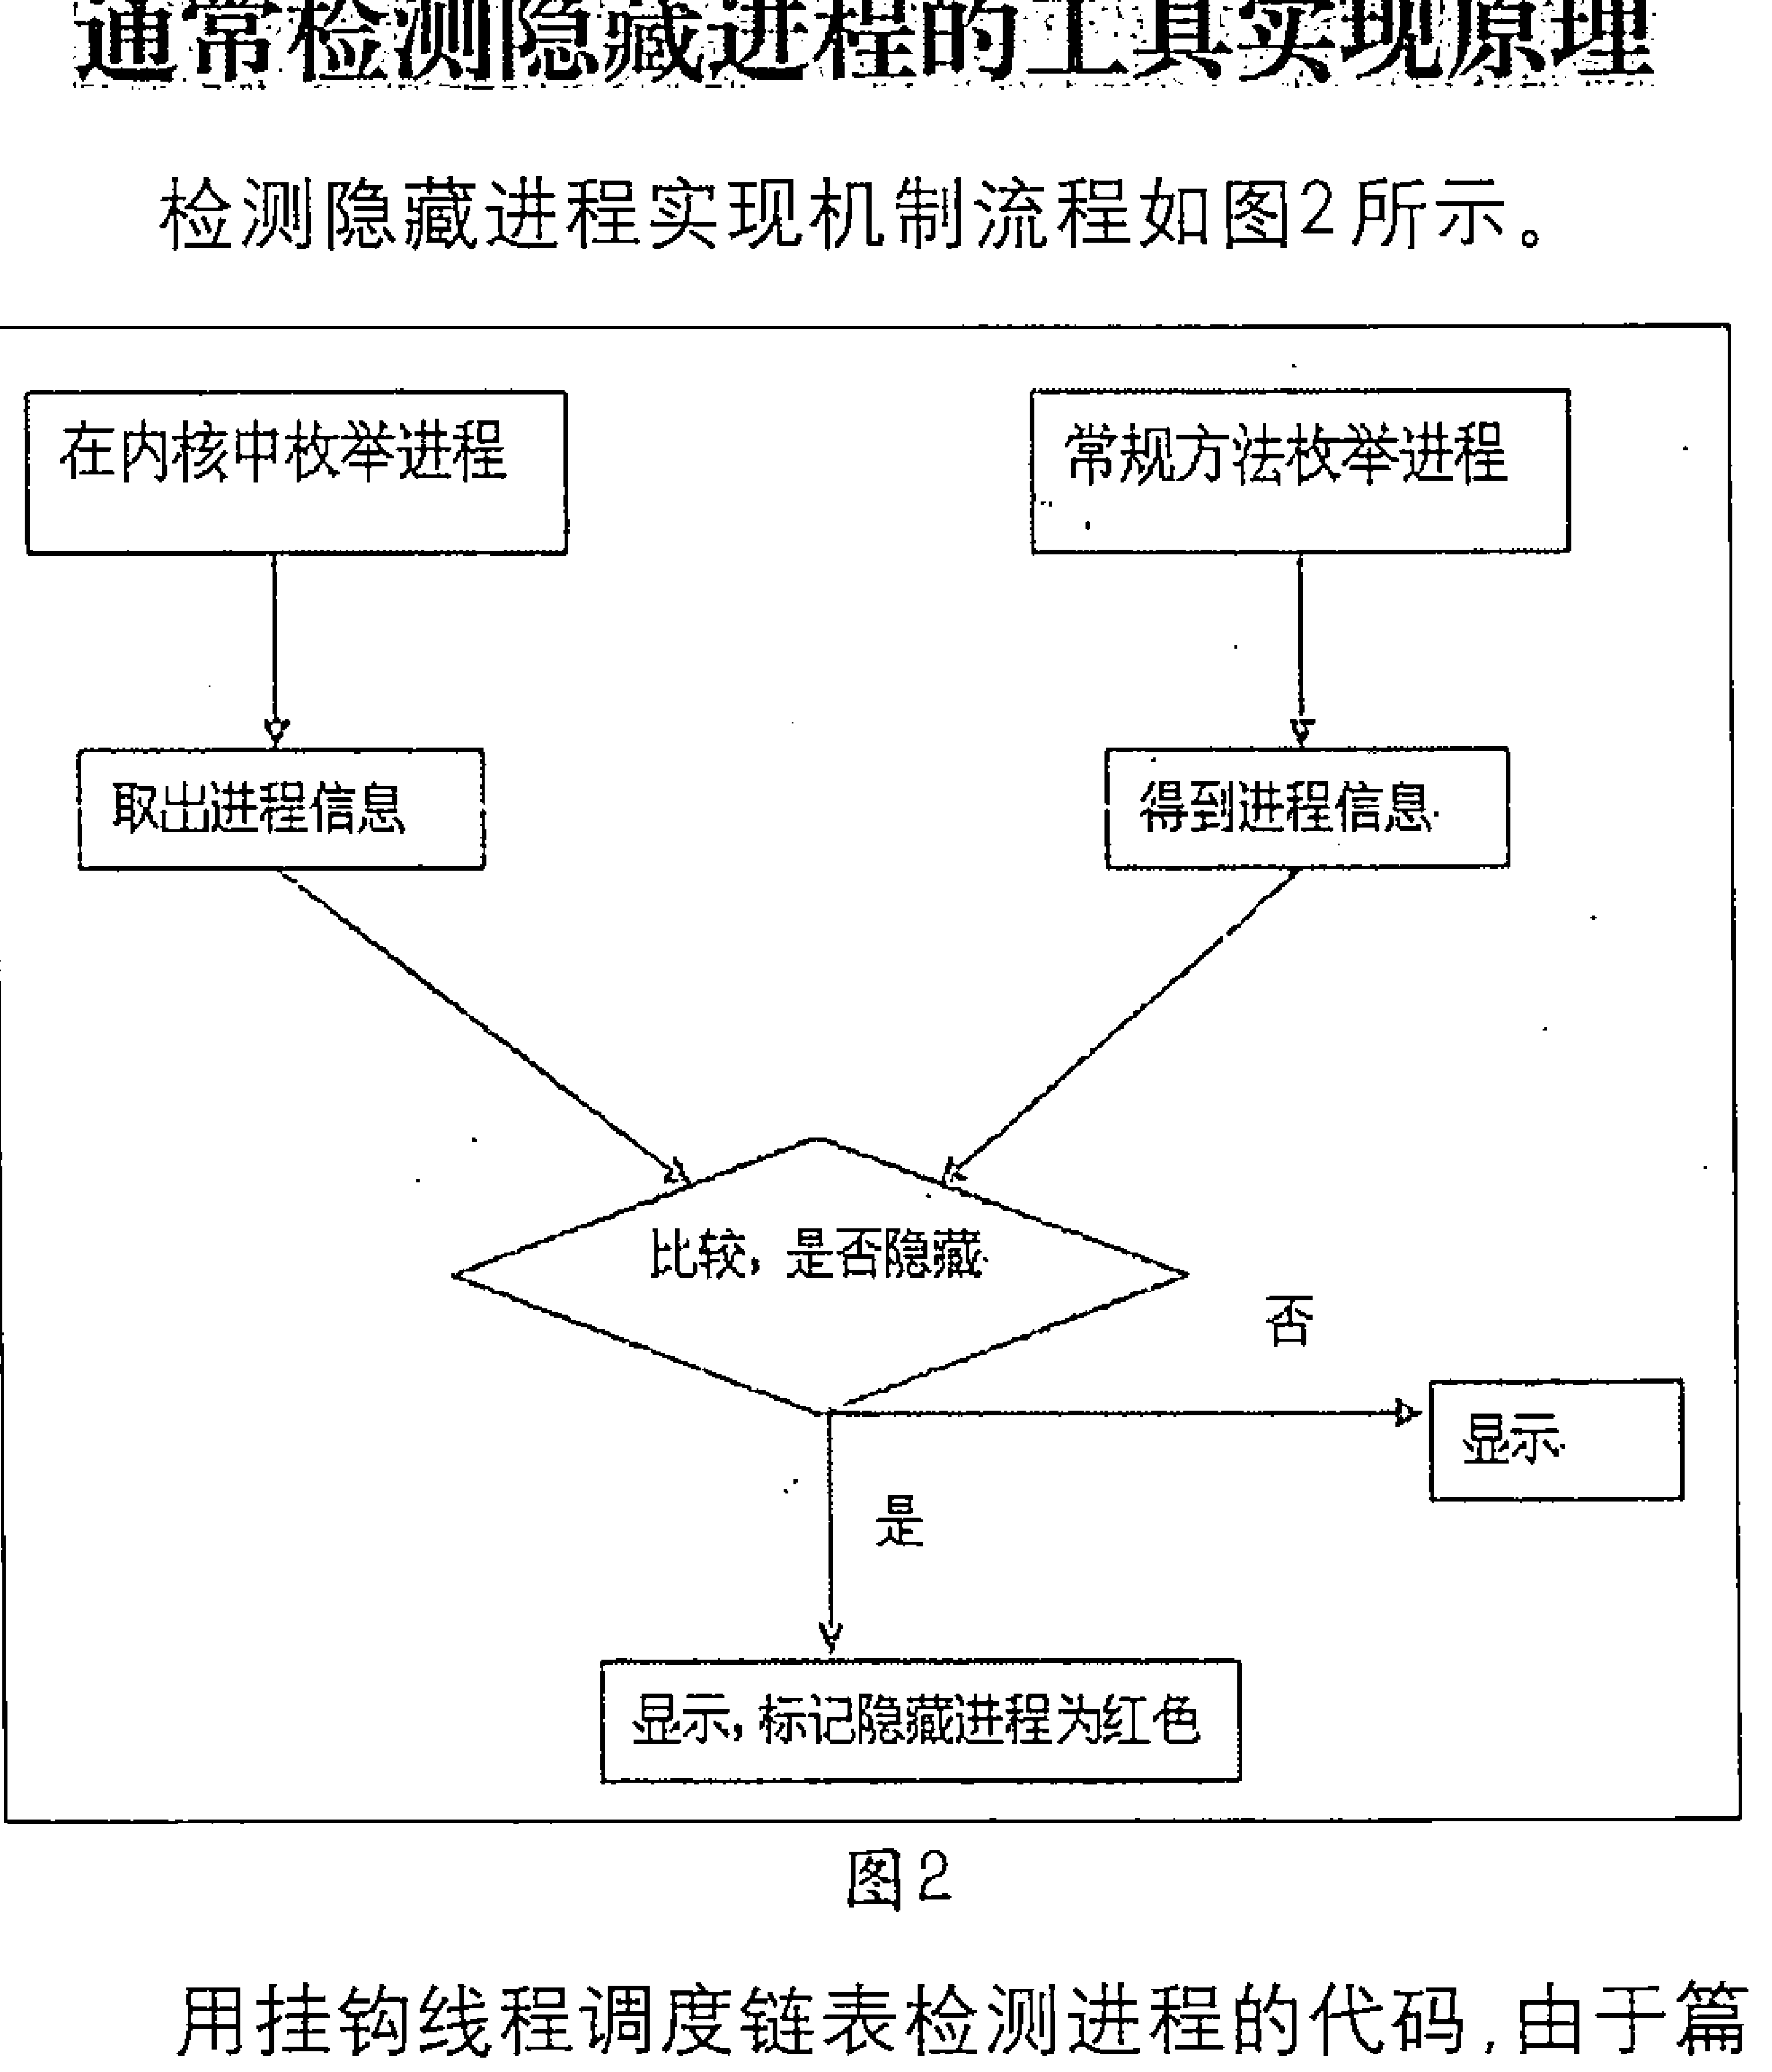 通常检测隐藏进程的工具实现原理
检测隐藏进程实现机制流程如图2所示。
在内核中枚举进程
常规方法枚举进程
取出进程信息
得到进程信息
比较，是否隐藏
否
显示
是
显示，标记隐藏进程为红色
图2
用挂钩线程调度链表检测进程的代码，由于篇